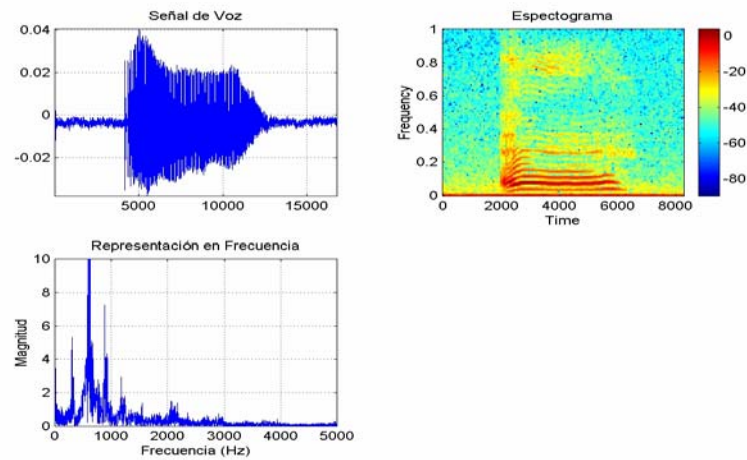 Señal de Voz
0.04
0.02
0
-0.02
5000 10000 15000
Espectograma
Frequency
1
0.8
0.6
0.4
0.2
0
0 2000 4000 6000 8000
Time
0
-20
-40
-60
-80
Representación en Frecuencia
Magnitud
10
8
6
4
2
0
0 1000 2000 3000 4000 5000
Frecuencia (Hz)